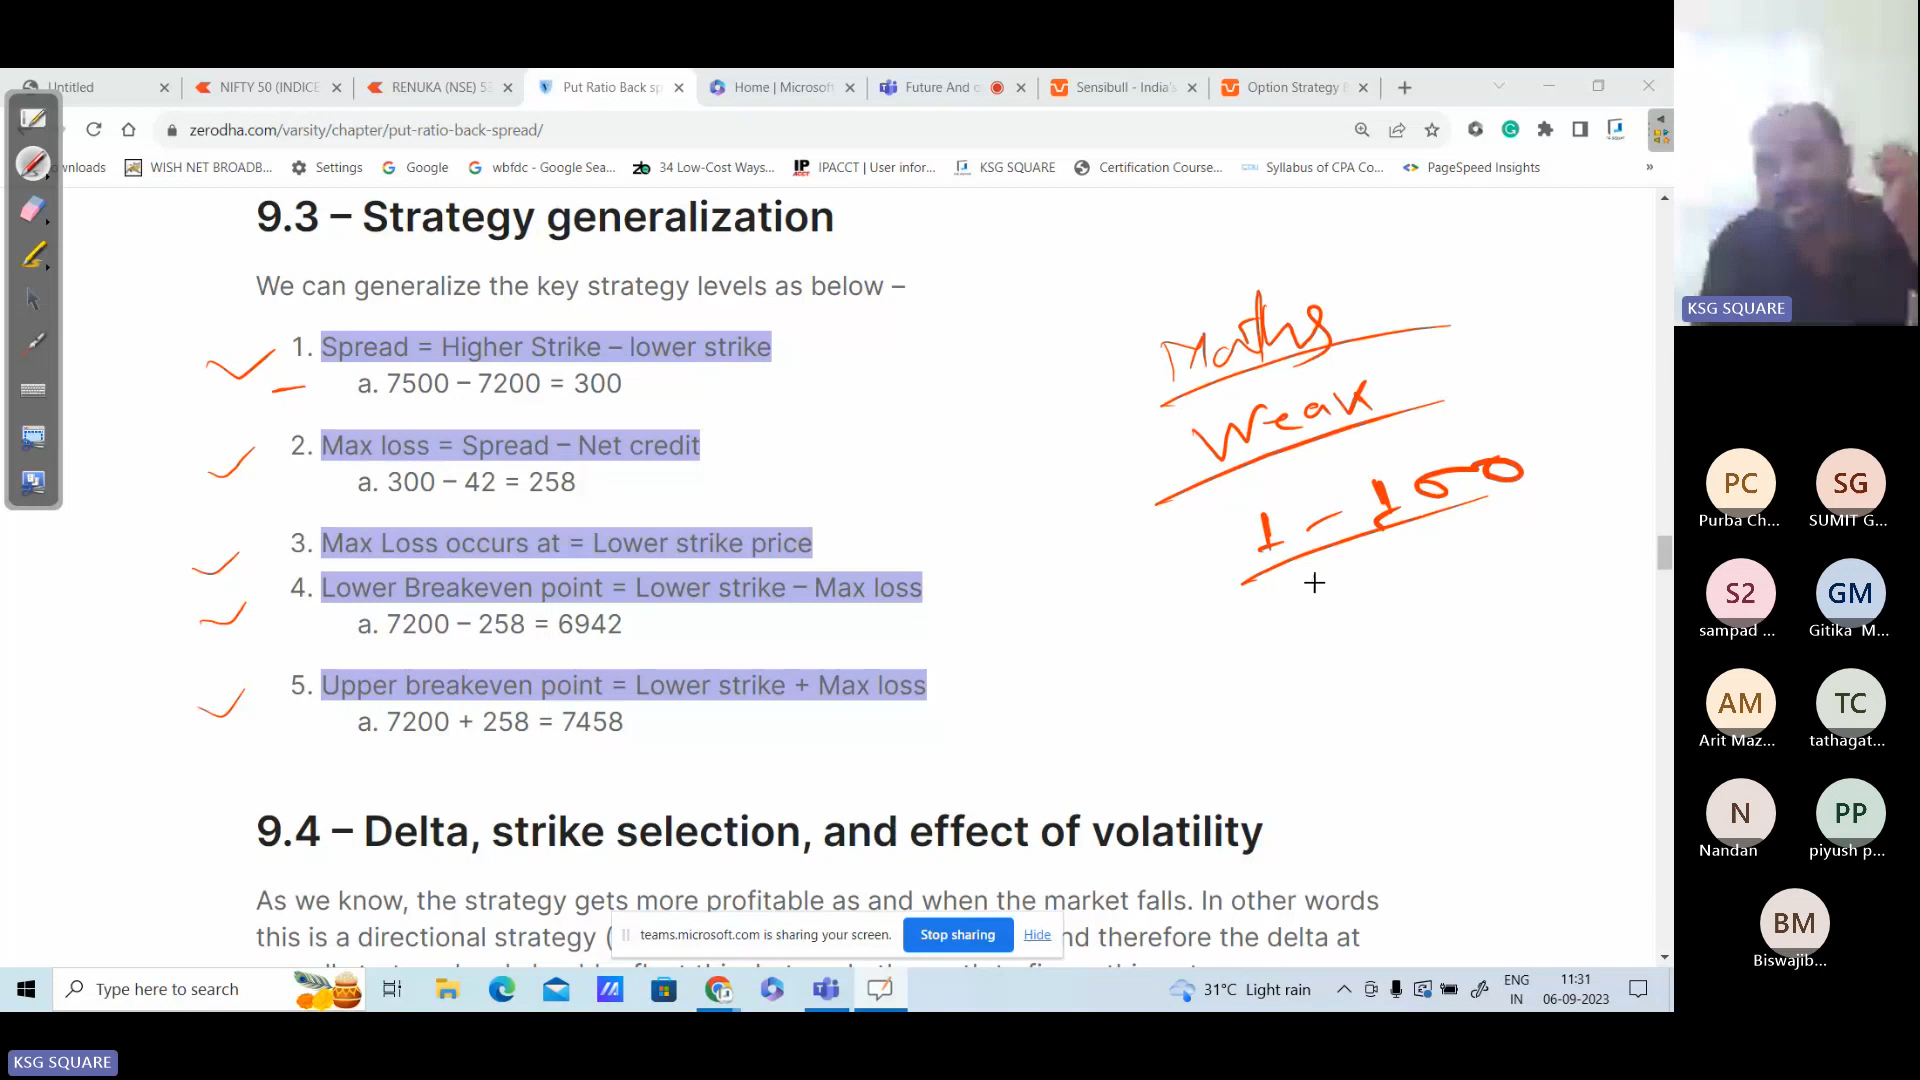 Untitled
NIFTY 50 (INDICE
RENUKA (NSE) 53
Put Ratio Back sp
Home | Microsoft
Future And o
Sensibull - India's
Option Strategy B
zerodha.com/varsity/chapter/put-ratio-back-spread/
wnloads
WISH NET BROADB...
Settings
Google
wbfdc - Google Sea...
34 Low-Cost Ways...
IPACCT | User infor...
KSG SQUARE
Certification Course...
Syllabus of CPA Co...
PageSpeed Insights
»
9.3 – Strategy generalization
We can generalize the key strategy levels as below –
1. Spread = Higher Strike – lower strike
a. 7500 – 7200 = 300
2. Max loss = Spread – Net credit
a. 300 – 42 = 258
3. Max Loss occurs at = Lower strike price
4. Lower Breakeven point = Lower strike – Max loss
a. 7200 – 258 = 6942
5. Upper breakeven point = Lower strike + Max loss
a. 7200 + 258 = 7458
Maths
Weak
1 – 100
9.4 – Delta, strike selection, and effect of volatility
As we know, the strategy gets more profitable as and when the market falls. In other words
this is a directional strategy (
nd therefore the delta at
teams.microsoft.com is sharing your screen.
Stop sharing
Hide
Type here to search
31°C Light rain
ENG
IN
11:31
06-09-2023
KSG SQUARE
PC
Purba Ch...
SG
SUMIT G...
S2
sampad ...
GM
Gitika M...
AM
Arit Maz...
TC
tathagat...
N
Nandan
PP
piyush p...
BM
Biswajib...
KSG SQUARE